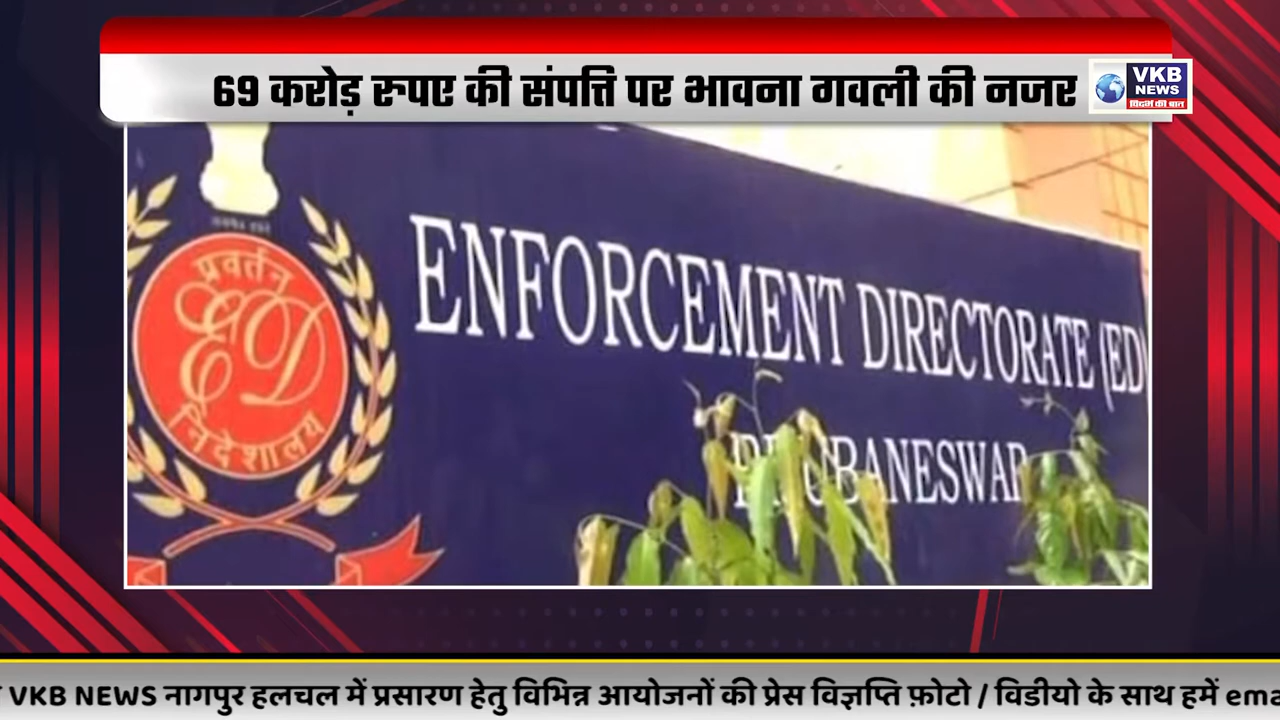 69 करोड़ रुपए की संपत्ति पर भावना गवली की नजर
VKB
NEWS
विदर्भ की बात
प्रवर्तन
ED
निदेशालय
ENFORCEMENT DIRECTORATE (ED)
BHUBANESWAR
VKB NEWS नागपुर हलचल में प्रसारण हेतु विभिन्न आयोजनों की प्रेस विज्ञप्ति फ़ोटो / विडीयो के साथ हमें ema